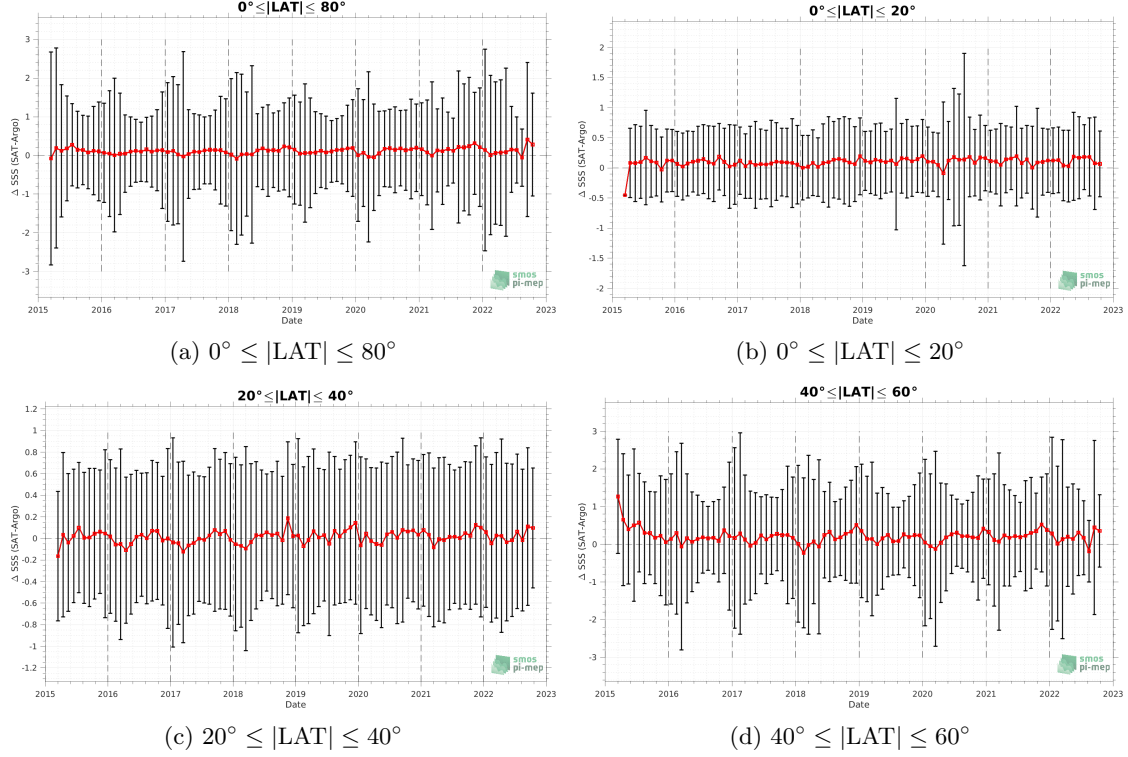 0°≤|LAT|≤ 80°
Δ SSS (SAT-Argo)
3
2
1
0
-1
-2
-3
2015 2016 2017 2018 2019 2020 2021 2022 2023
Date
smos
pi-mep
(a) 0° ≤ |LAT| ≤ 80°
0°≤|LAT|≤ 20°
Δ SSS (SAT-Argo)
2
1.5
1
0.5
0
-0.5
-1
-1.5
-2
2015 2016 2017 2018 2019 2020 2021 2022 2023
Date
smos
pi-mep
(b) 0° ≤ |LAT| ≤ 20°
20°≤|LAT|≤ 40°
Δ SSS (SAT-Argo)
1.2
1
0.8
0.6
0.4
0.2
0
-0.2
-0.4
-0.6
-0.8
-1
-1.2
2015 2016 2017 2018 2019 2020 2021 2022 2023
Date
smos
pi-mep
(c) 20° ≤ |LAT| ≤ 40°
40°≤|LAT|≤ 60°
Δ SSS (SAT-Argo)
3
2
1
0
-1
-2
-3
2015 2016 2017 2018 2019 2020 2021 2022 2023
Date
smos
pi-mep
(d) 40° ≤ |LAT| ≤ 60°